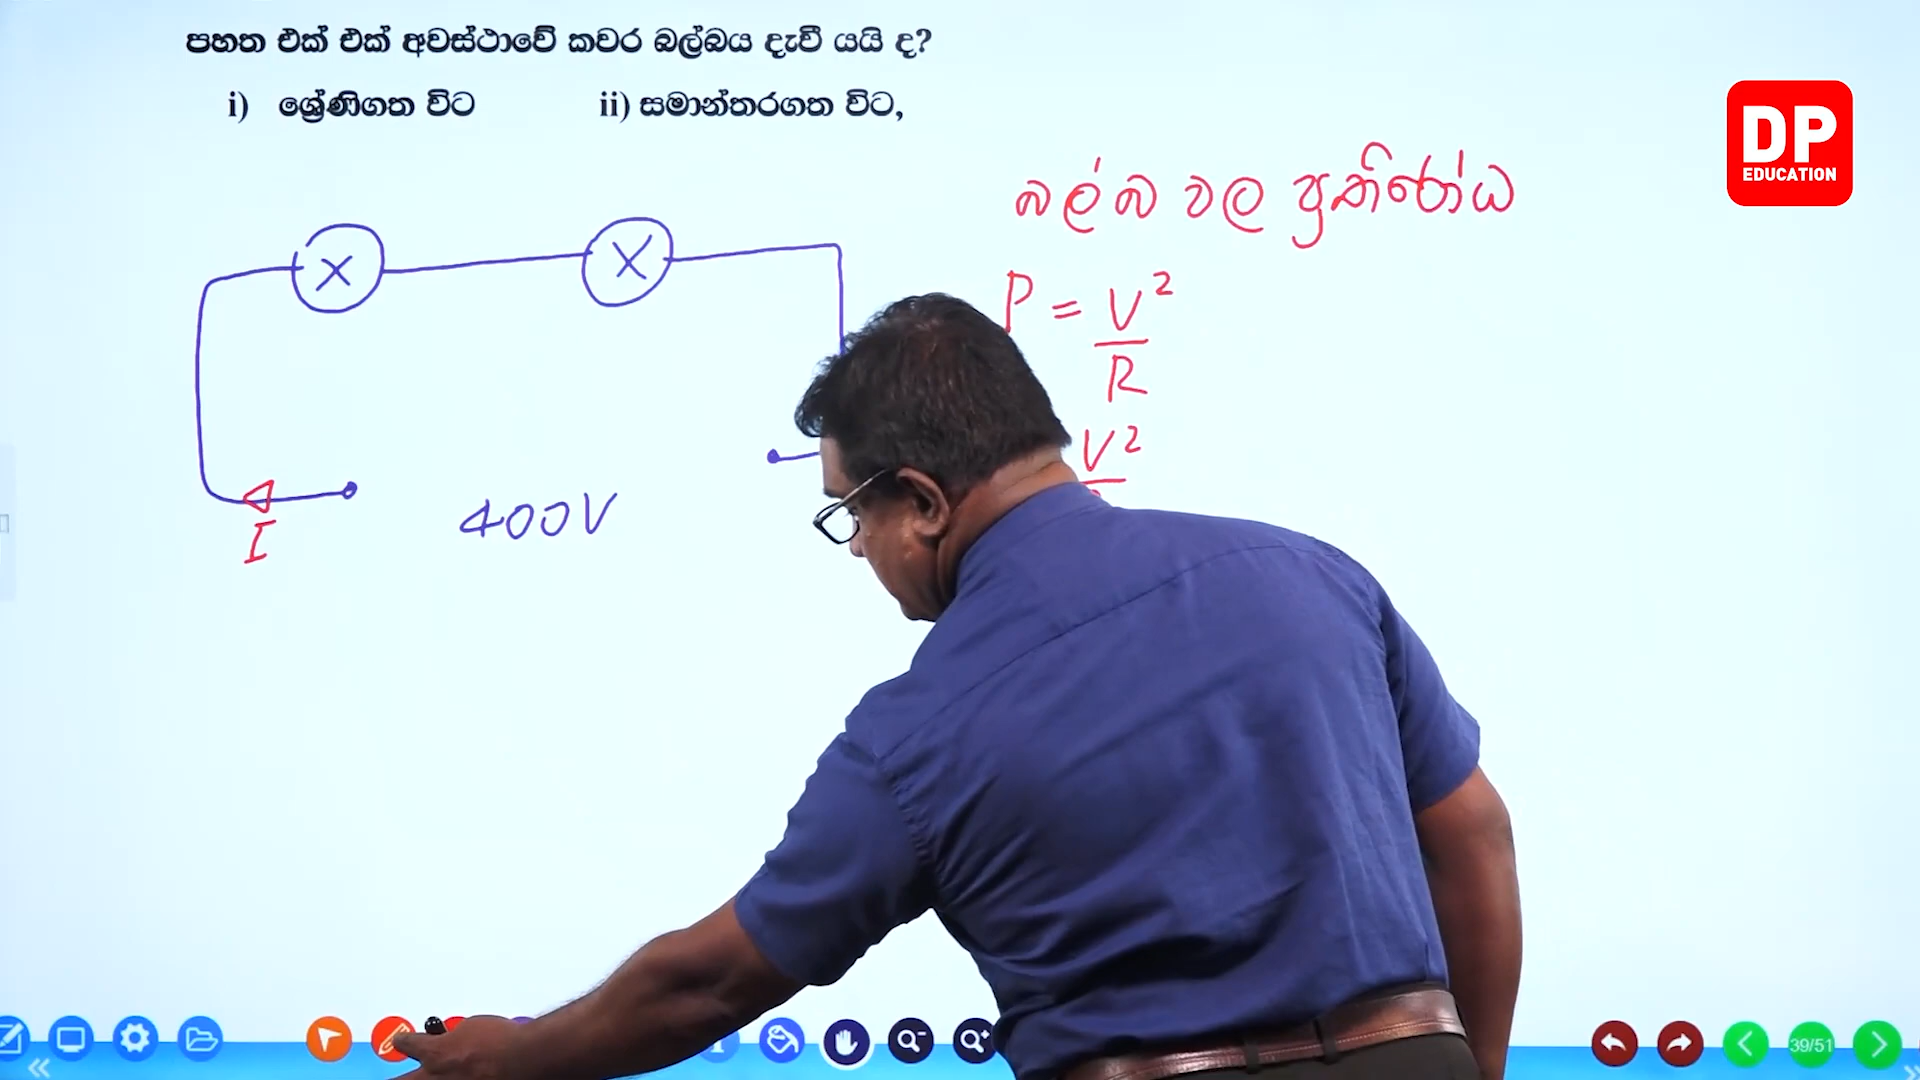 පහත එක් එක් අවස්ථාවේ කවර බල්බය දැවී යයි ද?
i) ශ්‍රේණිගත විට ii) සමාන්තරගත විට,
DP
EDUCATION
බල්බ වල ප්‍රතිරෝධ
X X
P = V²
R
V²
I
400V
39/51